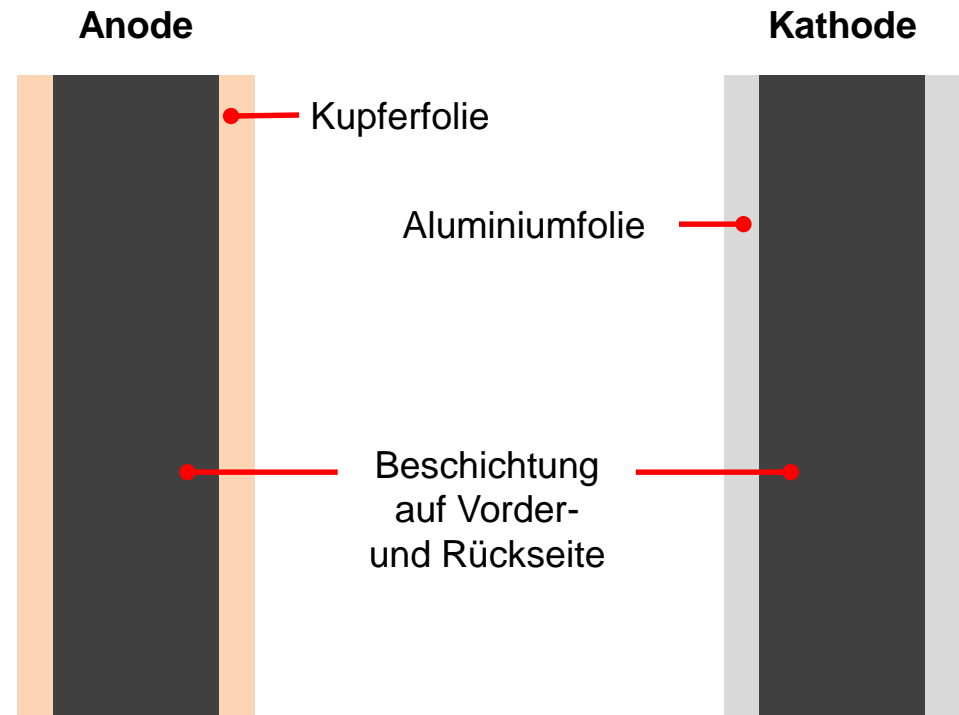 Anode
Kathode
Kupferfolie
Aluminiumfolie
Beschichtung
auf Vorder-
und Rückseite